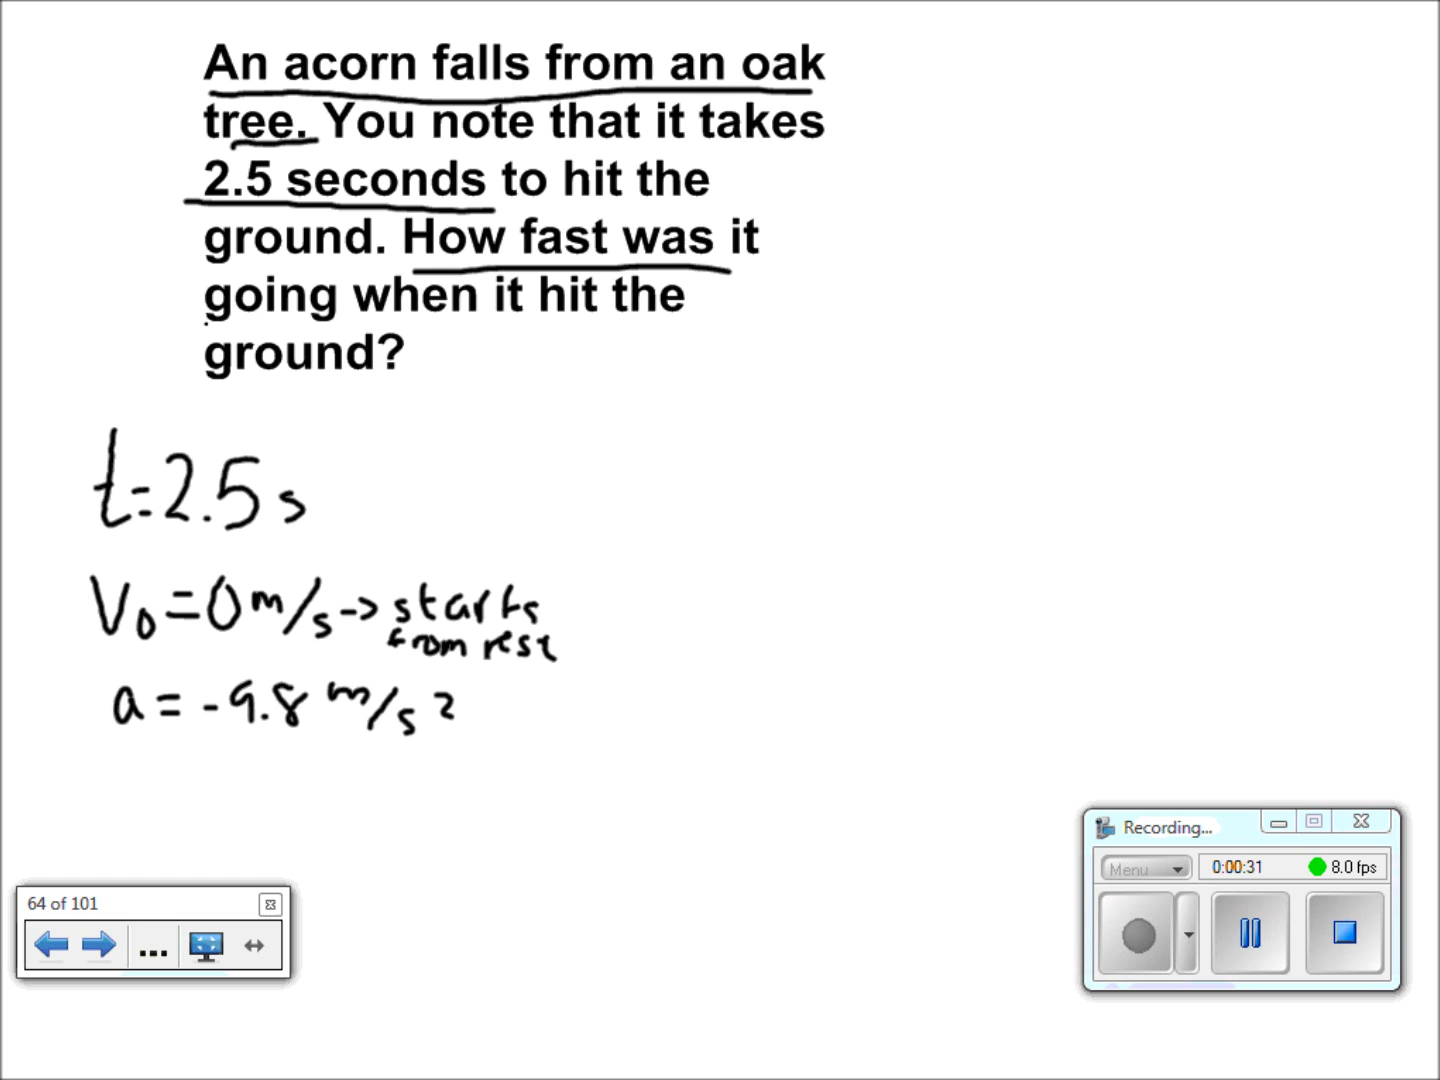 An acorn falls from an oak
tree. You note that it takes
2.5 seconds to hit the
ground. How fast was it
going when it hit the
ground?
t=2.5 s
V0=0 m/s -> starts
from rest
a = -9.8 m/s2
Recording...
Menu
0:00:31
8.0 fps
64 of 101
...